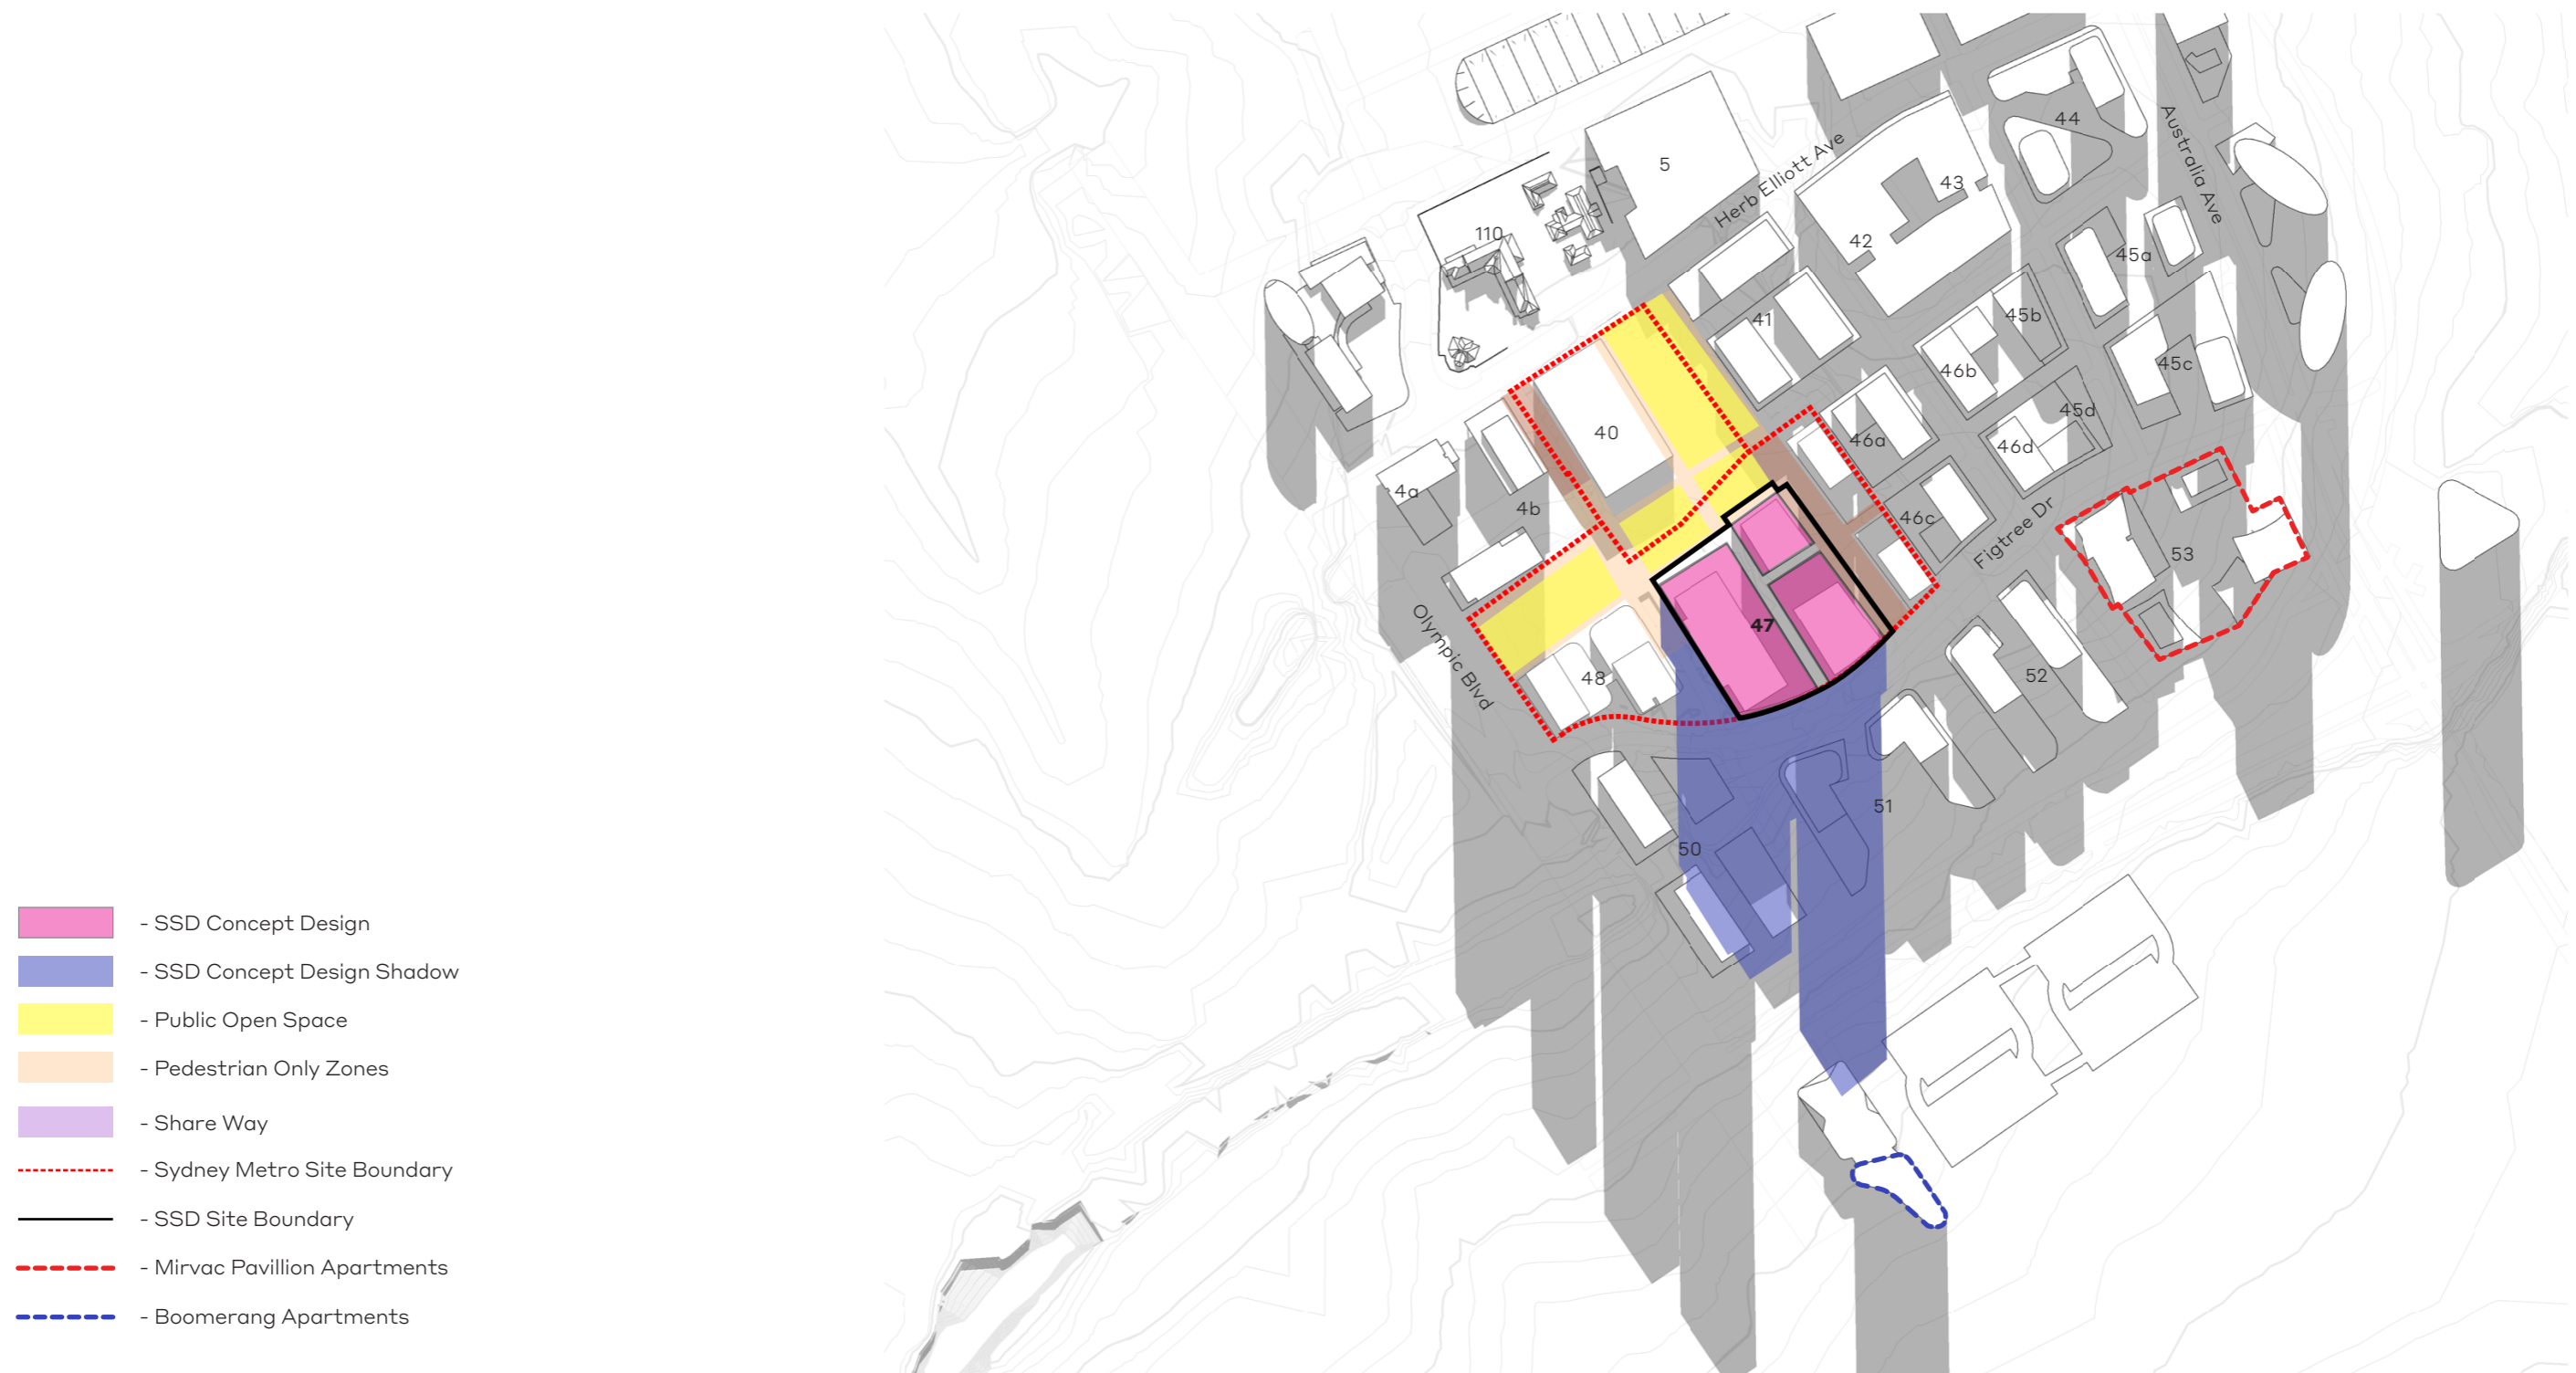 - SSD Concept Design
- SSD Concept Design Shadow
- Public Open Space
- Pedestrian Only Zones
- Share Way
- Sydney Metro Site Boundary
- SSD Site Boundary
- Mirvac Pavillion Apartments
- Boomerang Apartments
44
Australia Ave
5
Herb Elliott Ave
43
110
42
45a
41
45b
46b
45c
40
46a
45d
46d
4a
4b
46c
Figtree Dr
53
Olympic Blvd
47
48
52
51
50